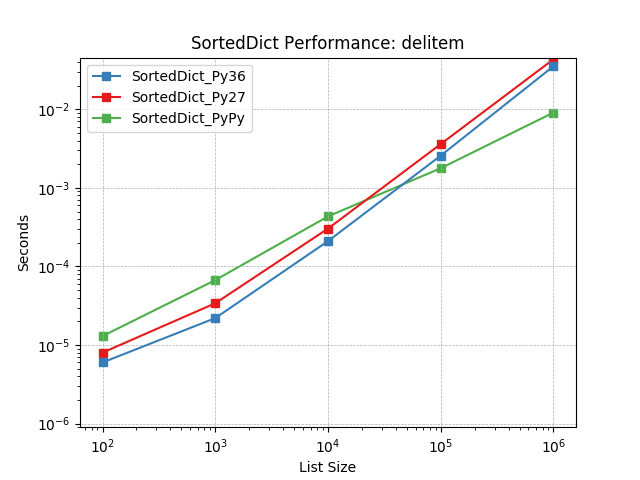 SortedDict Performance: delitem
SortedDict_Py36
SortedDict_Py27
SortedDict_PyPy
Seconds
10⁻²
10⁻³
10⁻⁴
10⁻⁵
10⁻⁶
10² 10³ 10⁴ 10⁵ 10⁶
List Size